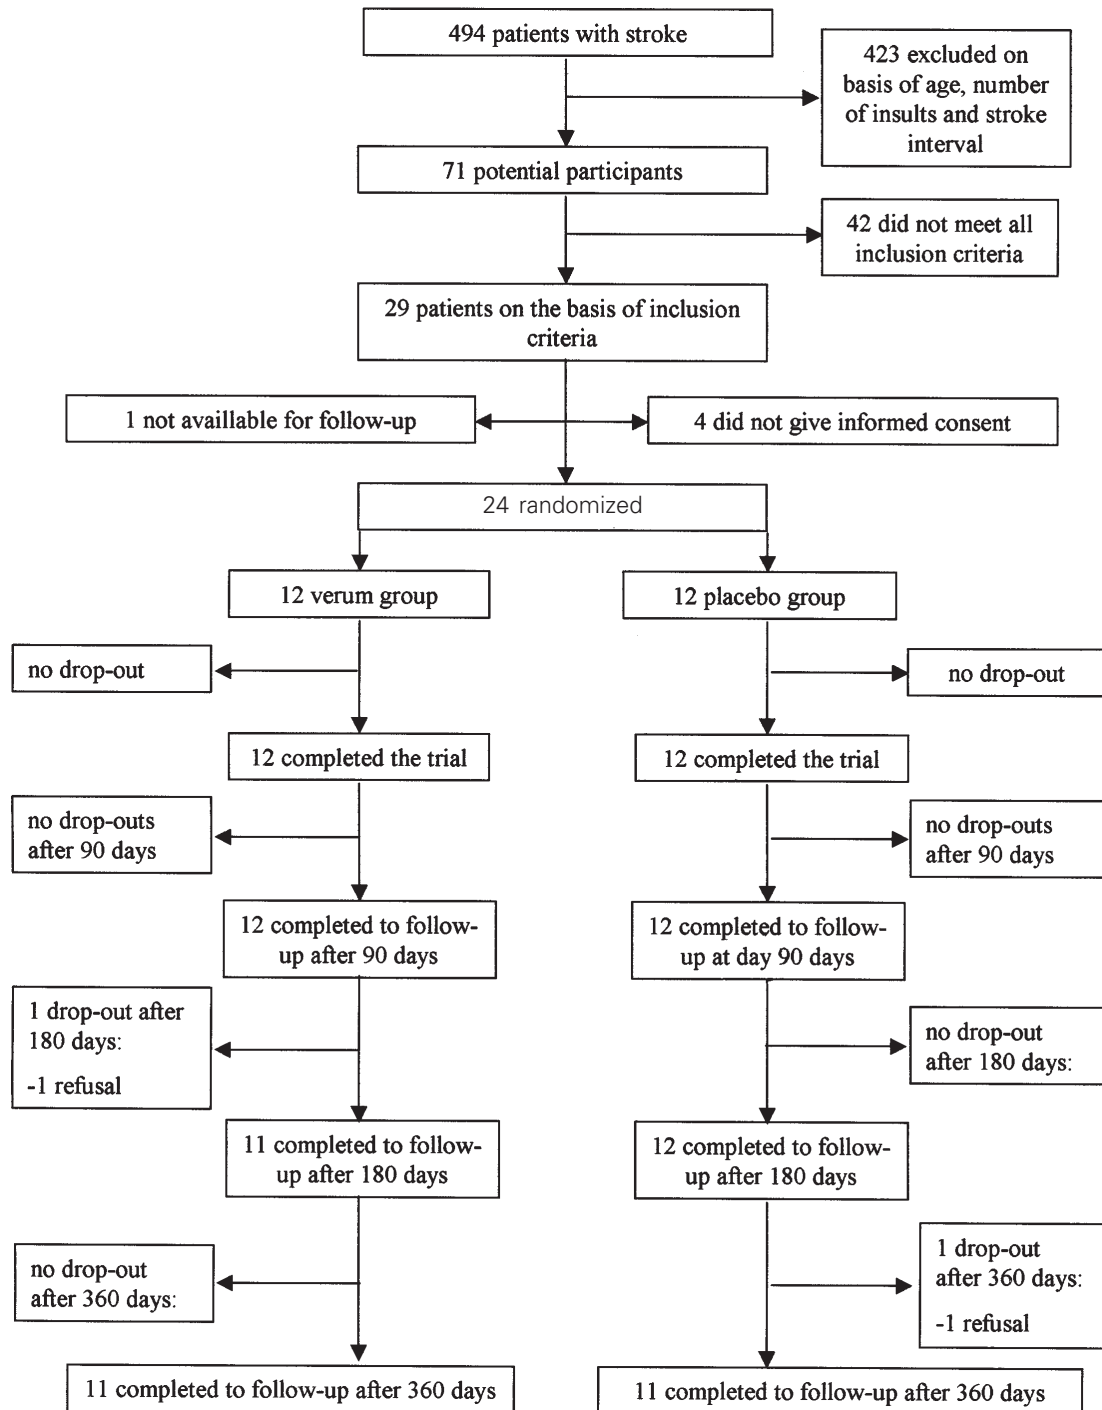 494 patients with stroke
423 excluded on
basis of age, number
of insults and stroke
interval
71 potential participants
42 did not meet all
inclusion criteria
29 patients on the basis of inclusion
criteria
1 not availlable for follow-up
4 did not give informed consent
24 randomized
12 verum group
12 placebo group
no drop-out
no drop-out
12 completed the trial
12 completed the trial
no drop-outs
after 90 days
no drop-outs
after 90 days
12 completed to follow-
up after 90 days
12 completed to follow-
up at day 90 days
1 drop-out after
180 days:
-1 refusal
no drop-out
after 180 days:
11 completed to follow-
up after 180 days
12 completed to follow-
up after 180 days
no drop-out
after 360 days:
1 drop-out
after 360 days:
-1 refusal
11 completed to follow-up after 360 days
11 completed to follow-up after 360 days